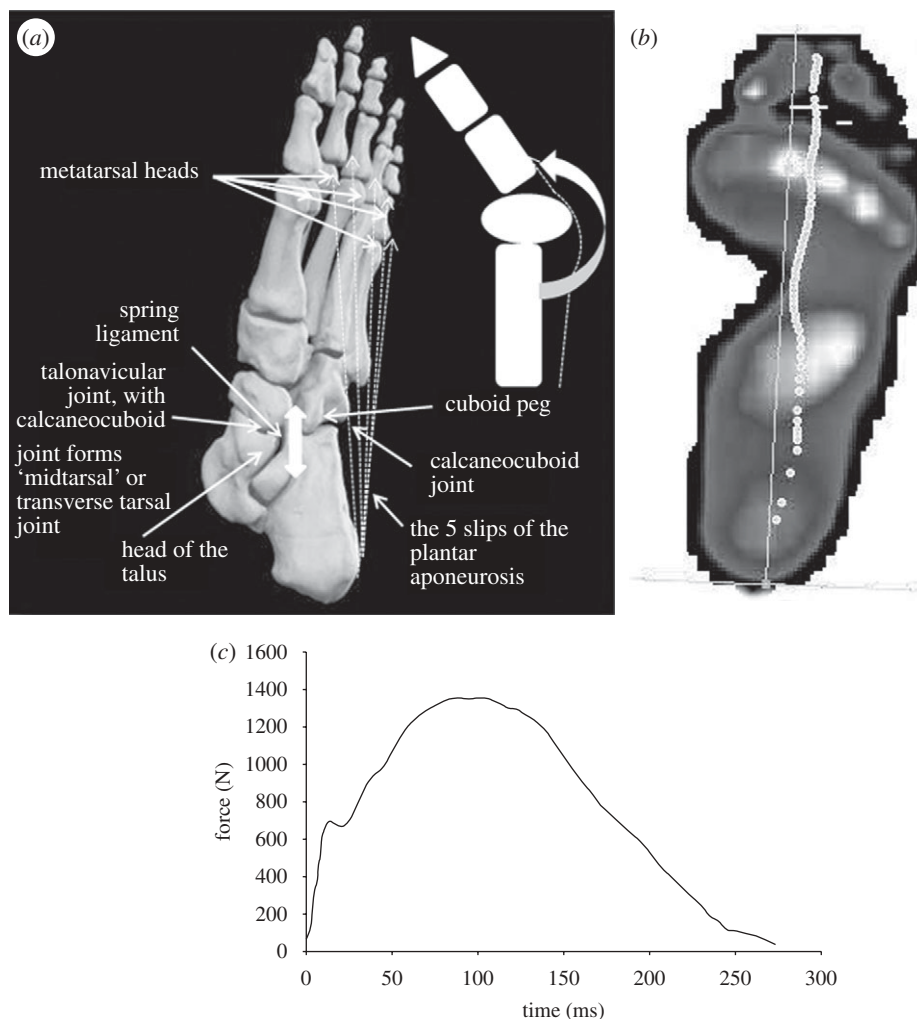 (a)
metatarsal heads
spring
ligament
talonavicular
joint, with
calcaneocuboid
joint forms
‘midtarsal’ or
transverse tarsal
joint
head of the
talus
cuboid peg
calcaneocuboid
joint
the 5 slips of the
plantar
aponeurosis
(b)
(c)
1600
1400
1200
1000
800
600
400
200
0
force (N)
0 50 100 150 200 250 300
time (ms)